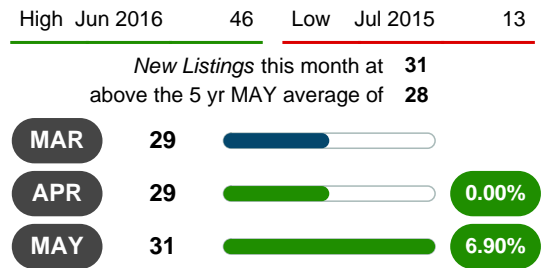 High Jun 2016 46 Low Jul 2015 13
New Listings this month at 31
above the 5 yr MAY average of 28
MAR 29
APR 29 0.00%
MAY 31 6.90%